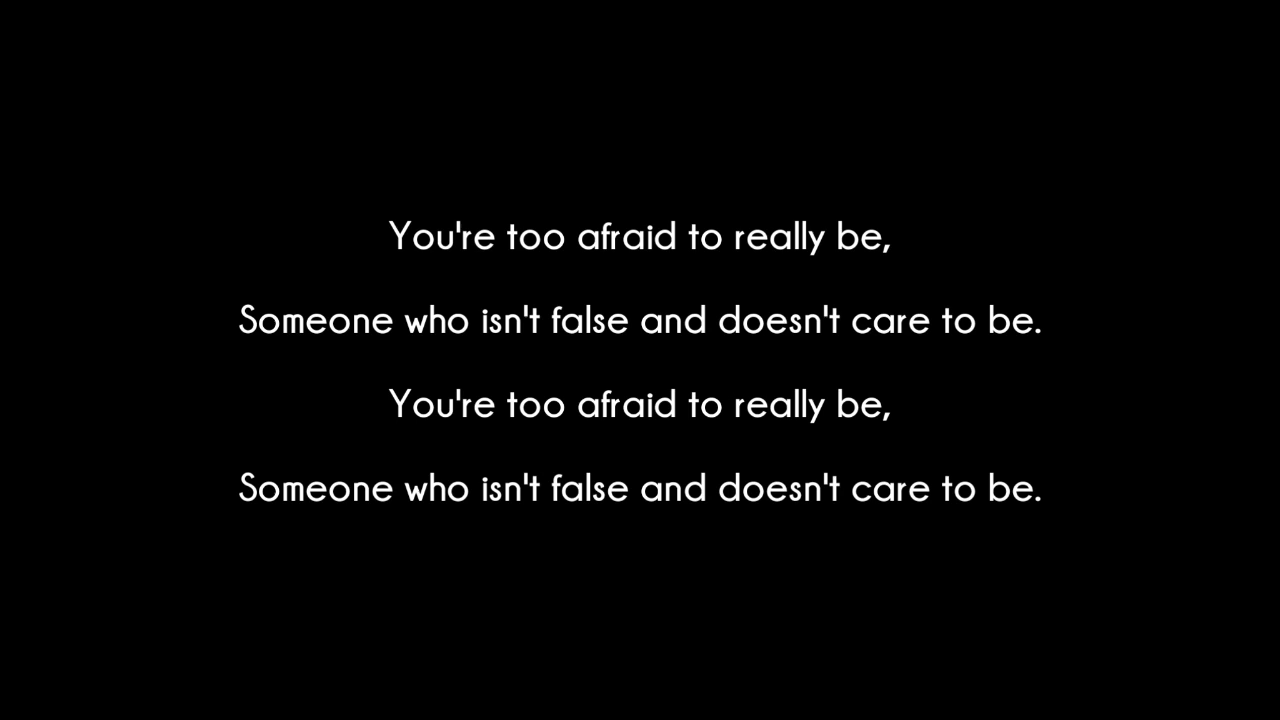 You're too afraid to really be,
Someone who isn't false and doesn't care to be.
You're too afraid to really be,
Someone who isn't false and doesn't care to be.